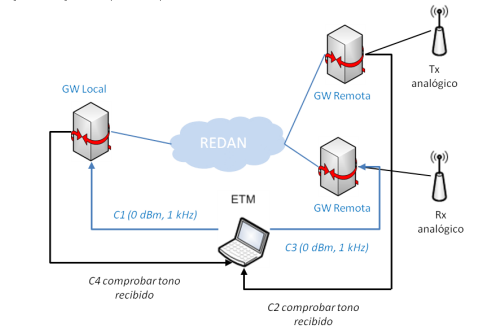 GW Local
REDAN
GW Remota
Tx
analógico
GW Remota
Rx
analógico
ETM
C1 (0 dBm, 1 kHz)
C3 (0 dBm, 1 kHz)
C4 comprobar tono
recibido
C2 comprobar tono
recibido